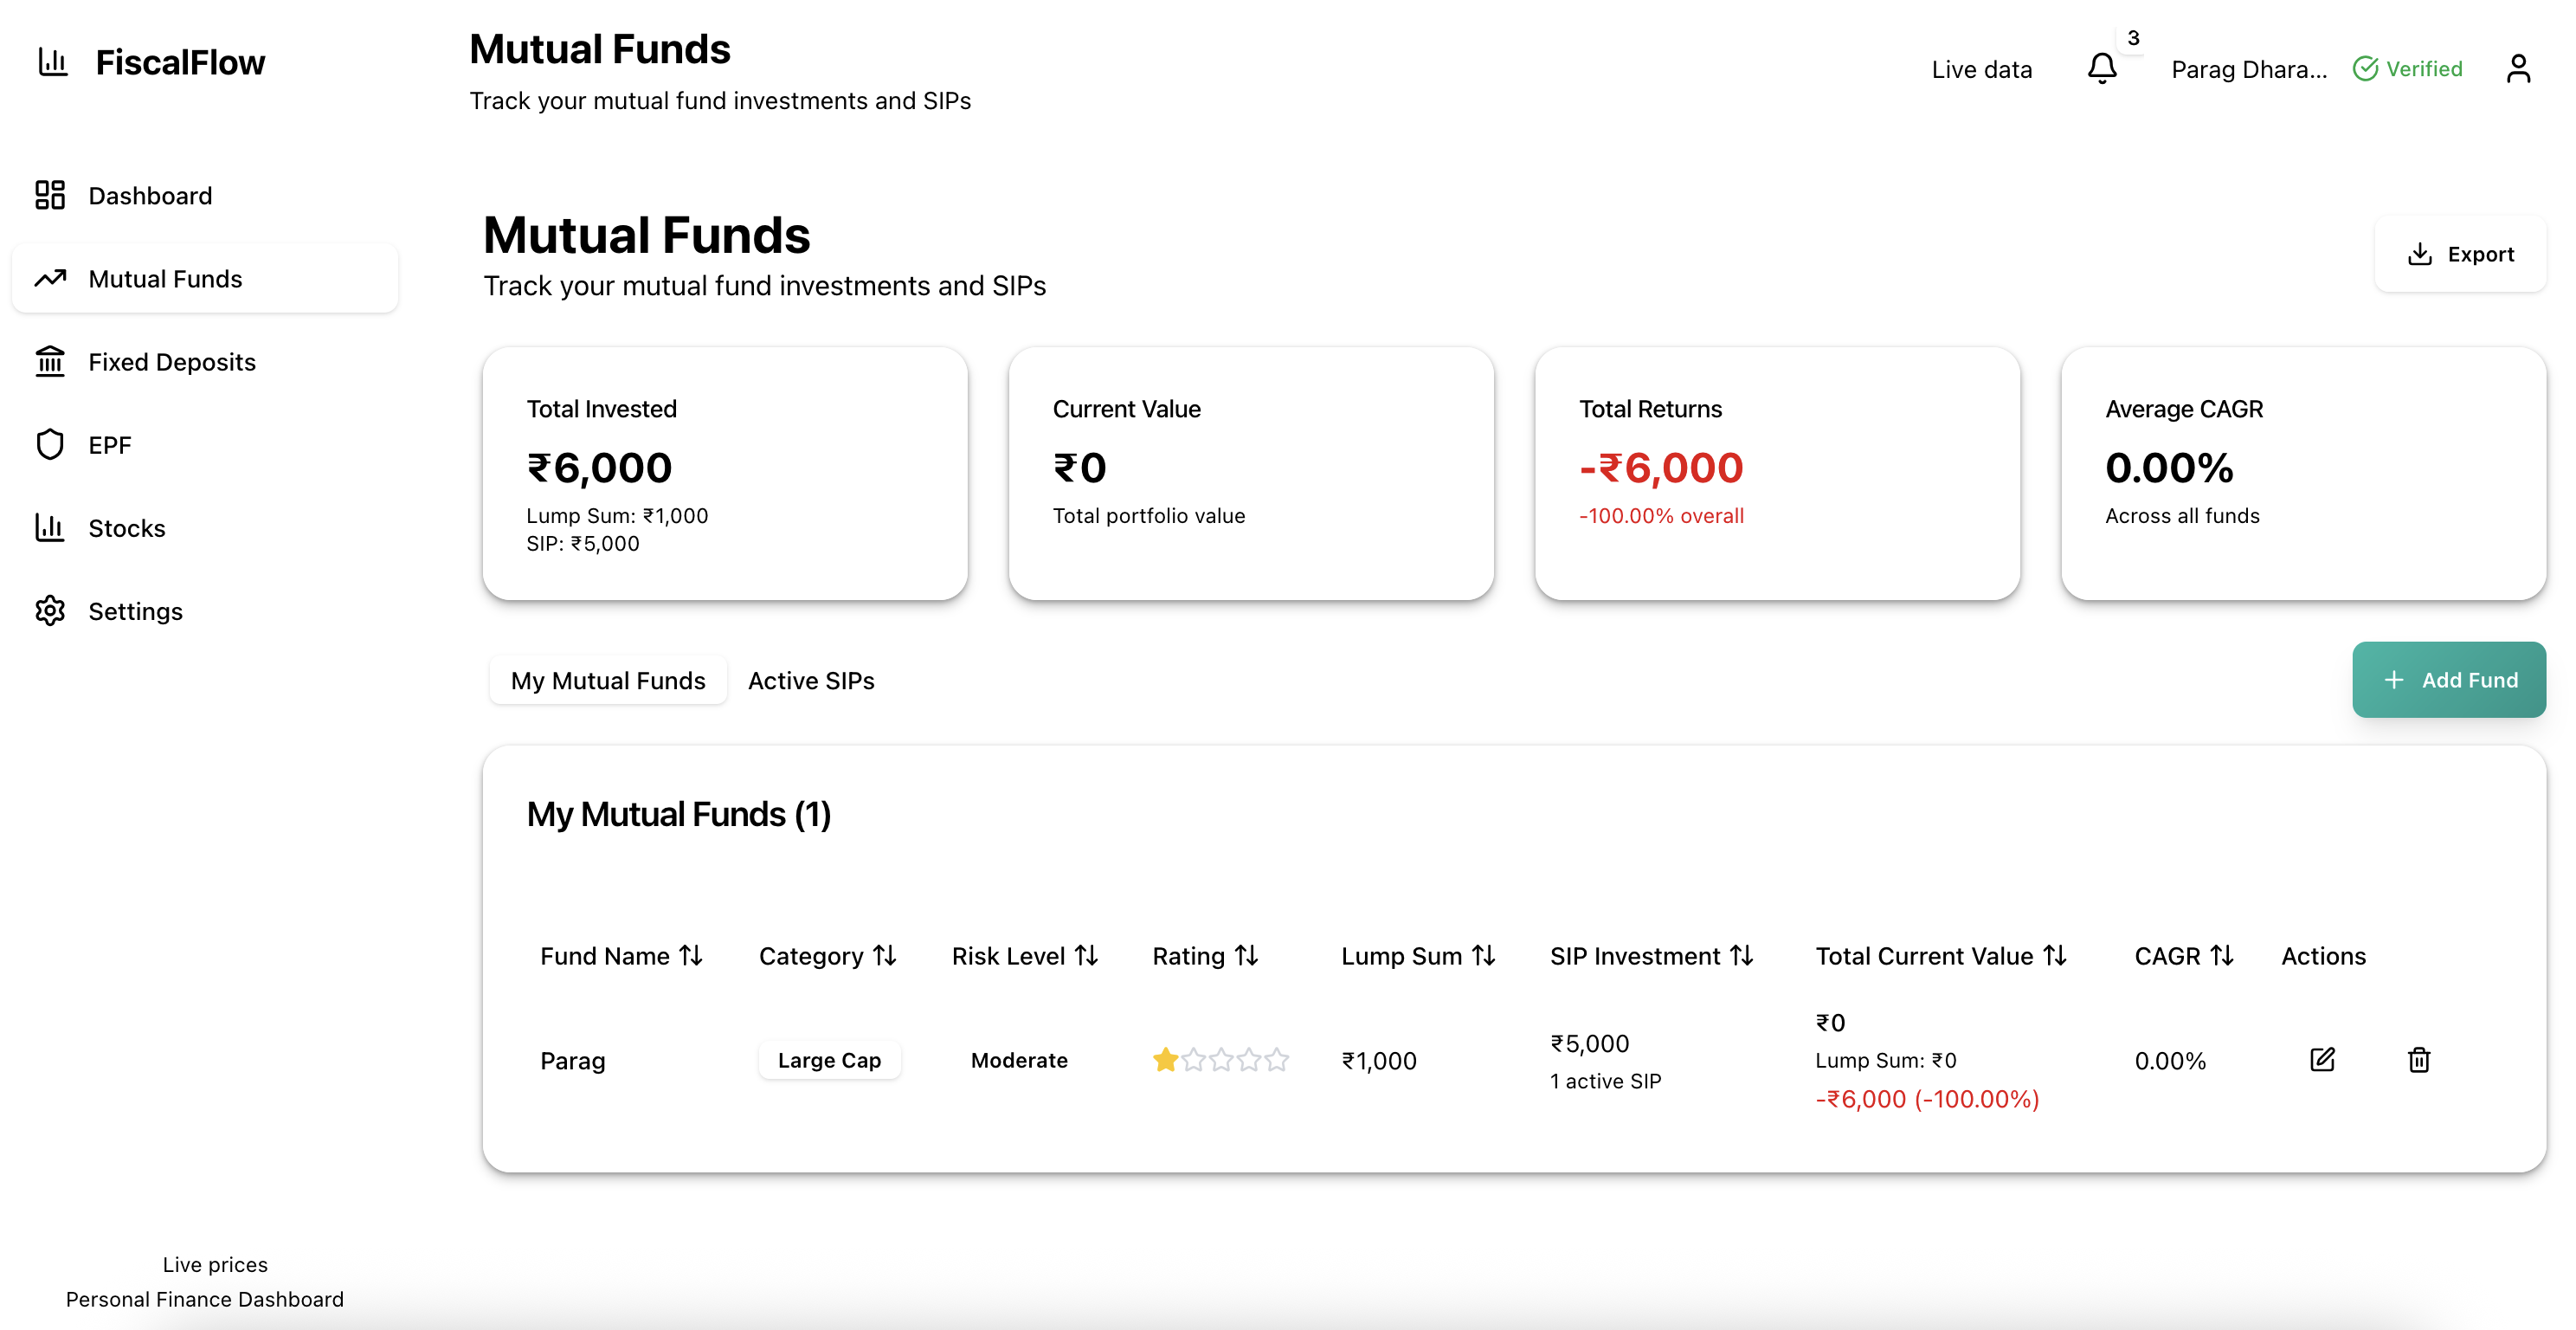 FiscalFlow
Dashboard
Mutual Funds
Fixed Deposits
EPF
Stocks
Settings
Live prices
Personal Finance Dashboard
Mutual Funds
Track your mutual fund investments and SIPs
Live data
3
Parag Dhara...
Verified
Mutual Funds
Track your mutual fund investments and SIPs
Export
Total Invested
₹6,000
Lump Sum: ₹1,000
SIP: ₹5,000
Current Value
₹0
Total portfolio value
Total Returns
-₹6,000
-100.00% overall
Average CAGR
0.00%
Across all funds
My Mutual Funds
Active SIPs
Add Fund
My Mutual Funds (1)
Fund Name Category Risk Level Rating Lump Sum SIP Investment Total Current Value CAGR Actions
Parag
Large Cap
Moderate
₹1,000
₹5,000
1 active SIP
₹0
Lump Sum: ₹0
-₹6,000 (-100.00%)
0.00%